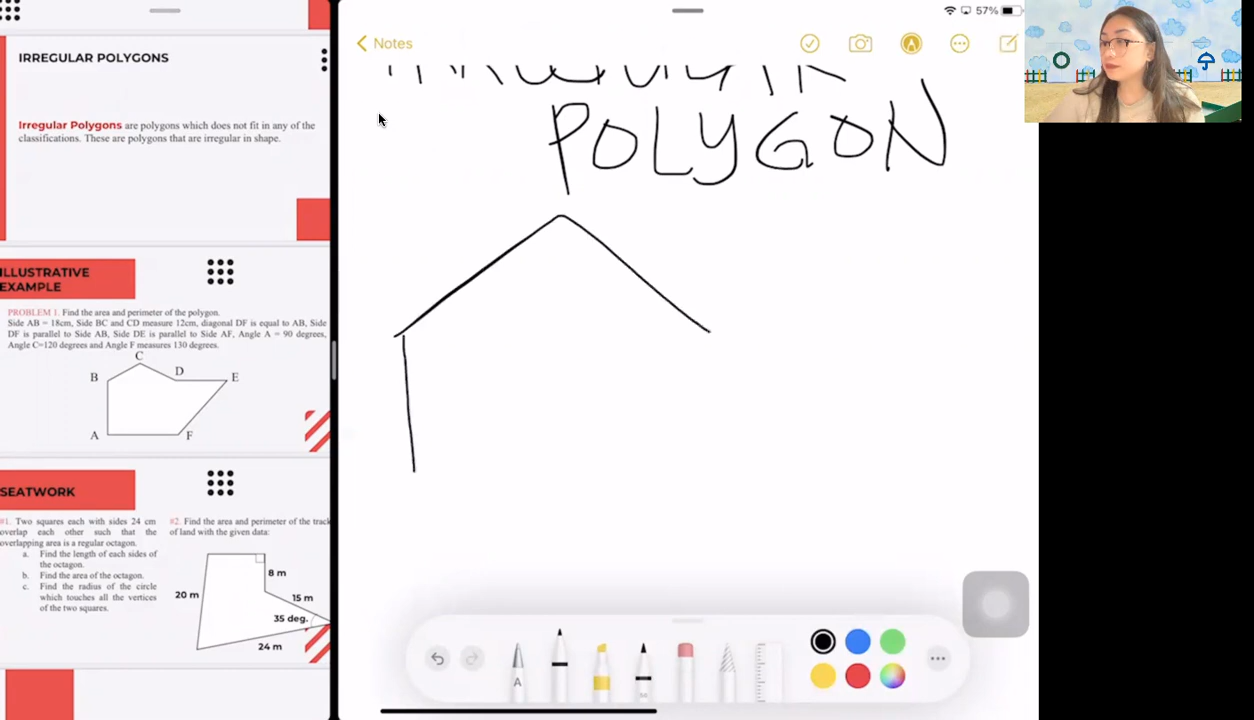 57%
Notes
IRREGULAR POLYGONS
Irregular Polygons are polygons which does not fit in any of the
classifications. These are polygons that are irregular in shape.
IRREGULAR
POLYGON
ILLUSTRATIVE
EXAMPLE
PROBLEM 1. Find the area and perimeter of the polygon.
Side AB = 18cm, Side BC and CD measure 12cm, diagonal DF is equal to AB, Side
DF is parallel to Side AB, Side DE is parallel to Side AF, Angle A = 90 degrees,
Angle C=120 degrees and Angle F measures 130 degrees.
C
B
D
E
A
F
SEATWORK
#1. Two squares each with sides 24 cm
overlap each other such that the
overlapping area is a regular octagon.
a. Find the length of each sides of
the octagon.
b. Find the area of the octagon.
c. Find the radius of the circle
which touches all the vertices
of the two squares.
#2. Find the area and perimeter of the track
of land with the given data:
8 m
20 m
15 m
35 deg.
24 m
A
50